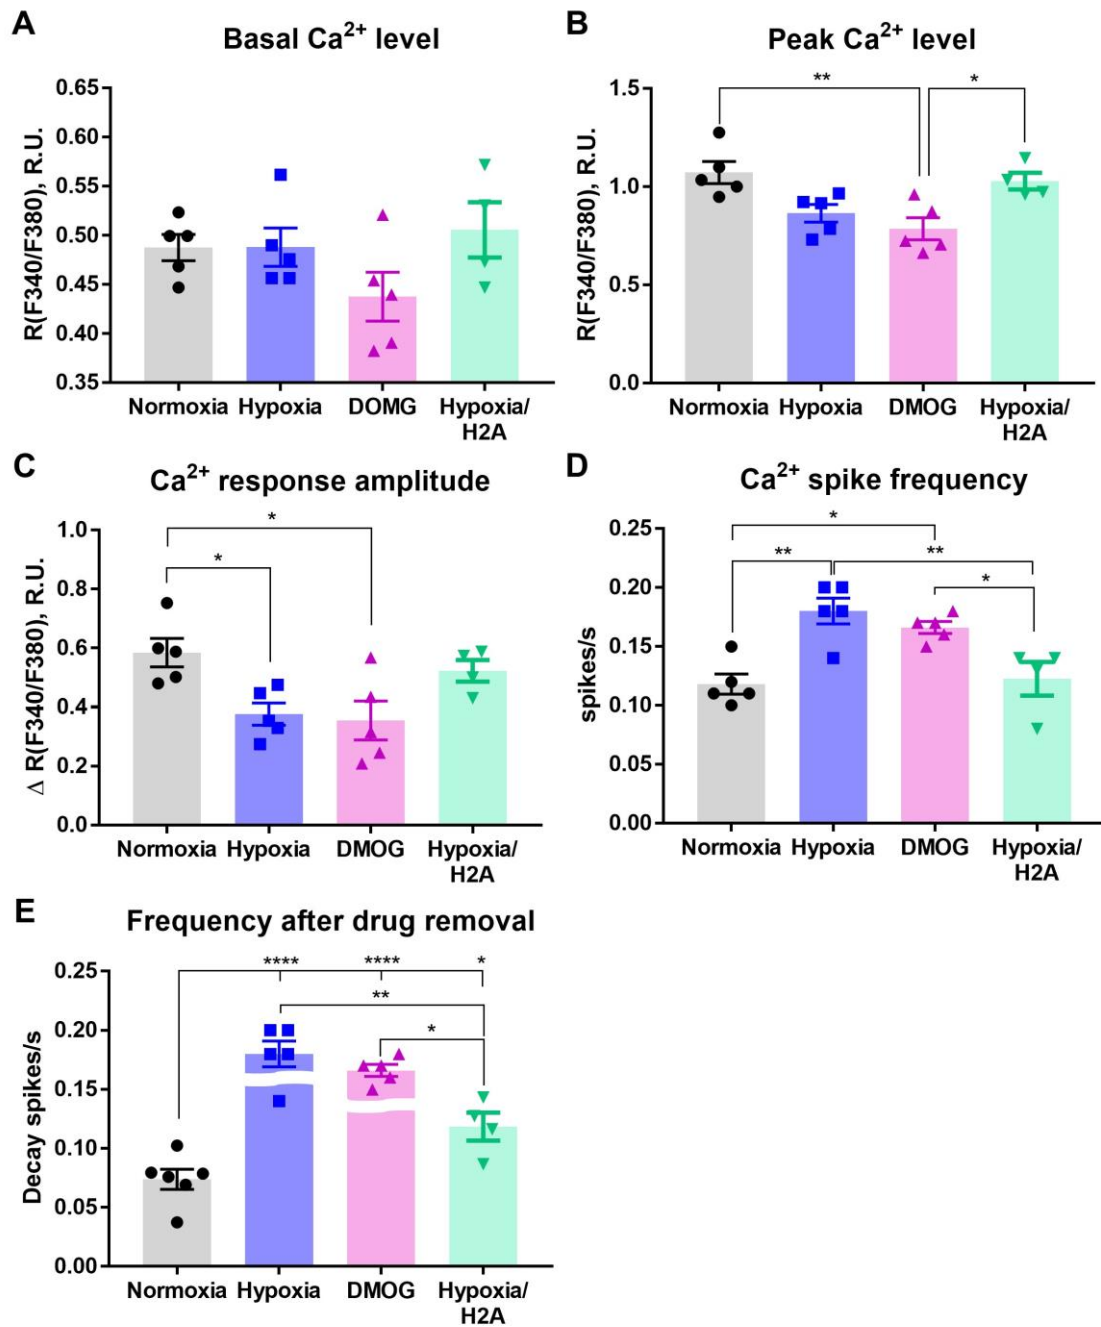 A
Basal Ca²⁺ level
R(F340/F380), R.U.
0.65
0.60
0.55
0.50
0.45
0.40
0.35
Normoxia Hypoxia DOMG Hypoxia/
H2A
B
Peak Ca²⁺ level
R(F340/F380), R.U.
1.5
1.0
0.5
0.0
** *
Normoxia Hypoxia DMOG Hypoxia/
H2A
C
Ca²⁺ response amplitude
Δ R(F340/F380), R.U.
1.0
0.8
0.6
0.4
0.2
0.0
*
*
Normoxia Hypoxia DMOG Hypoxia/
H2A
D
Ca²⁺ spike frequency
spikes/s
0.25
0.20
0.15
0.10
0.05
0.00
*
** **
*
Normoxia Hypoxia DMOG Hypoxia/
H2A
E
Frequency after drug removal
Decay spikes/s
0.25
0.20
0.15
0.10
0.05
0.00
**** **** *
**
*
Normoxia Hypoxia DMOG Hypoxia/
H2A